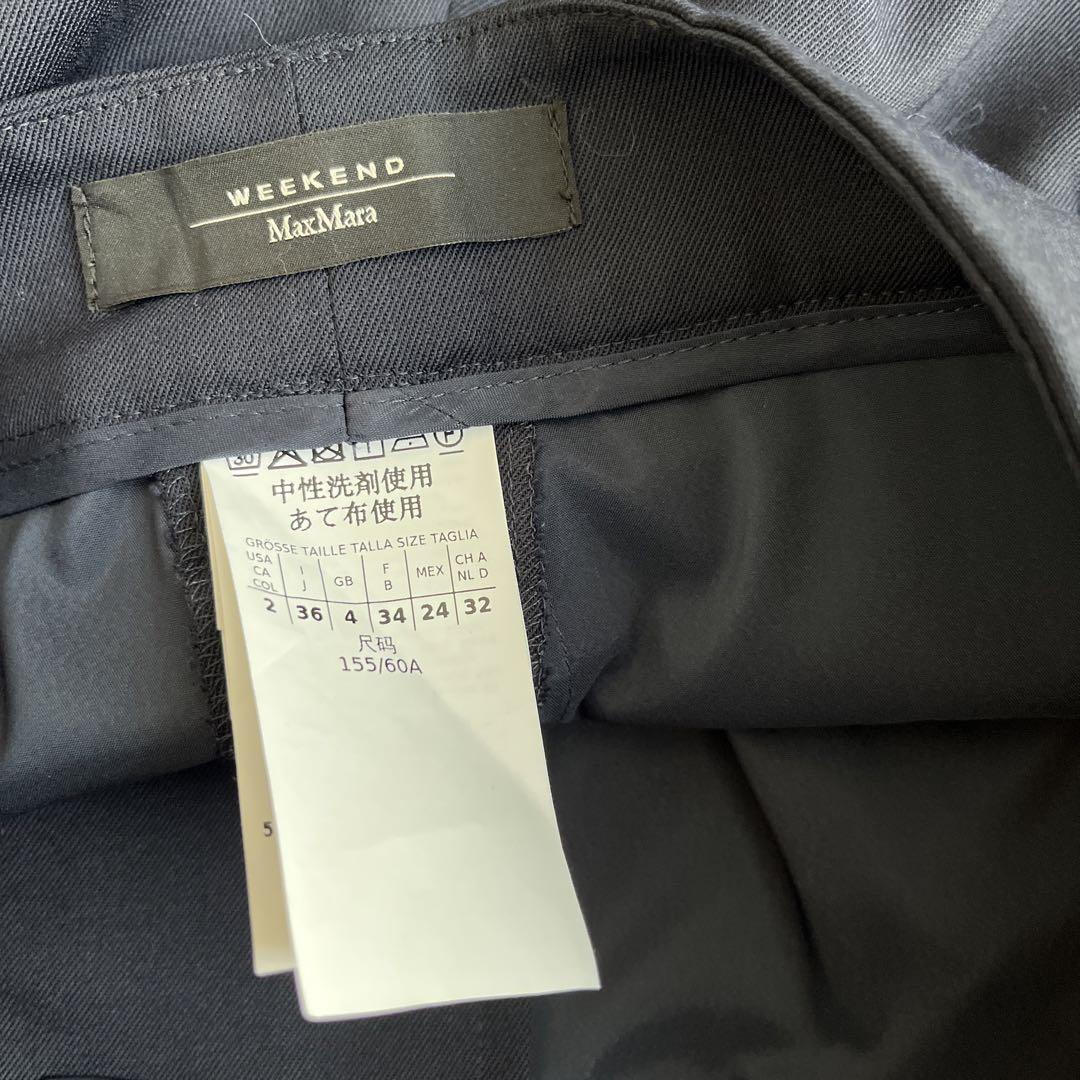 WEEKEND
MaxMara
30
中性洗剤使用
あて布使用
GRÖSSE TAILLE TALLA SIZE TAGLIA
USA CA COL | I J | GB | F B | MEX | CH A NL D
2 | 36 | 4 | 34 | 24 | 32
尺码
155/60A
5